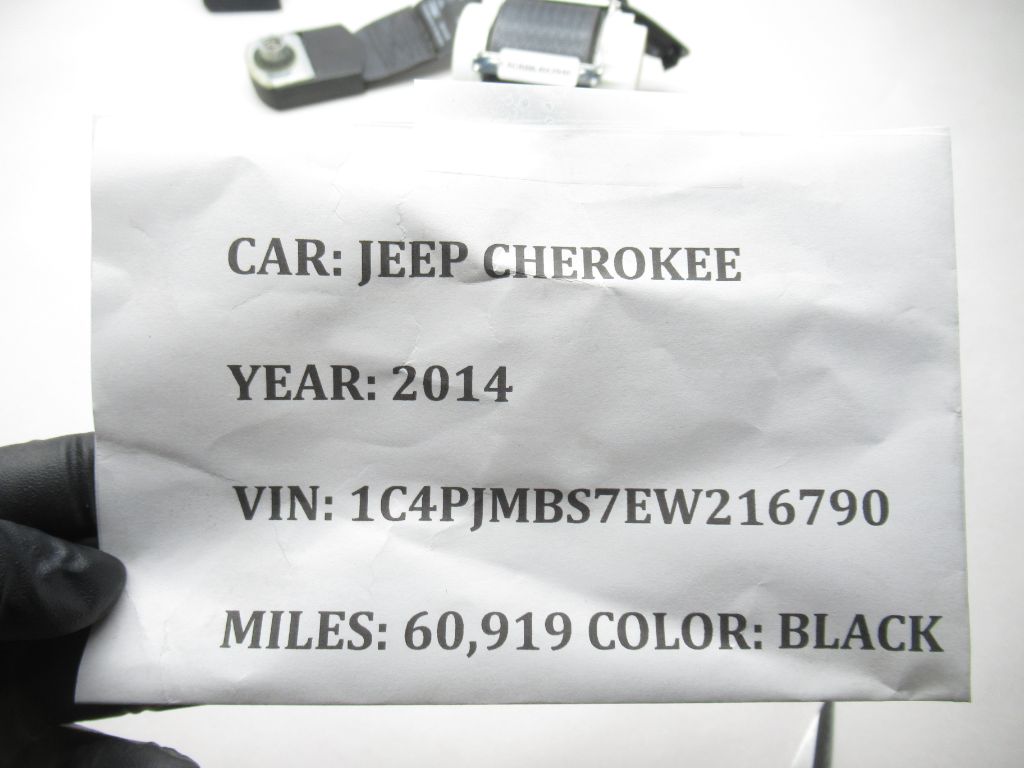 CAR: JEEP CHEROKEE
YEAR: 2014
VIN: 1C4PJMBS7EW216790
MILES: 60,919 COLOR: BLACK